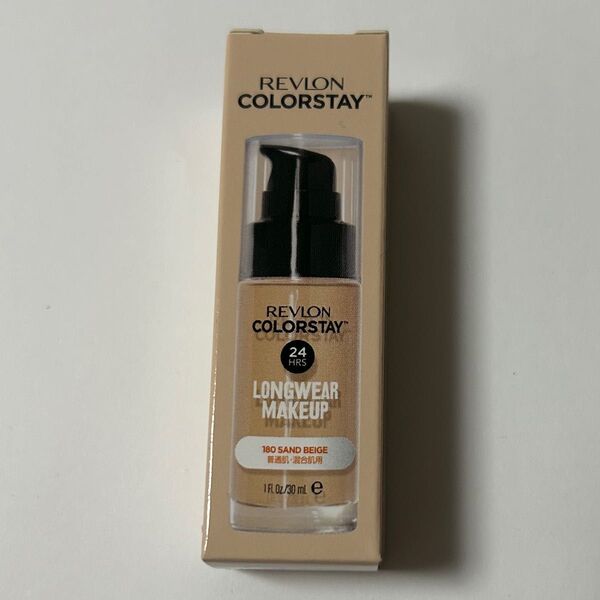 REVLON
COLORSTAY™
REVLON
COLORSTAY™
24
HRS
LONGWEAR
MAKEUP
180 SAND BEIGE
普通肌·混合肌用
1 Fl. Oz./30 mL ℮